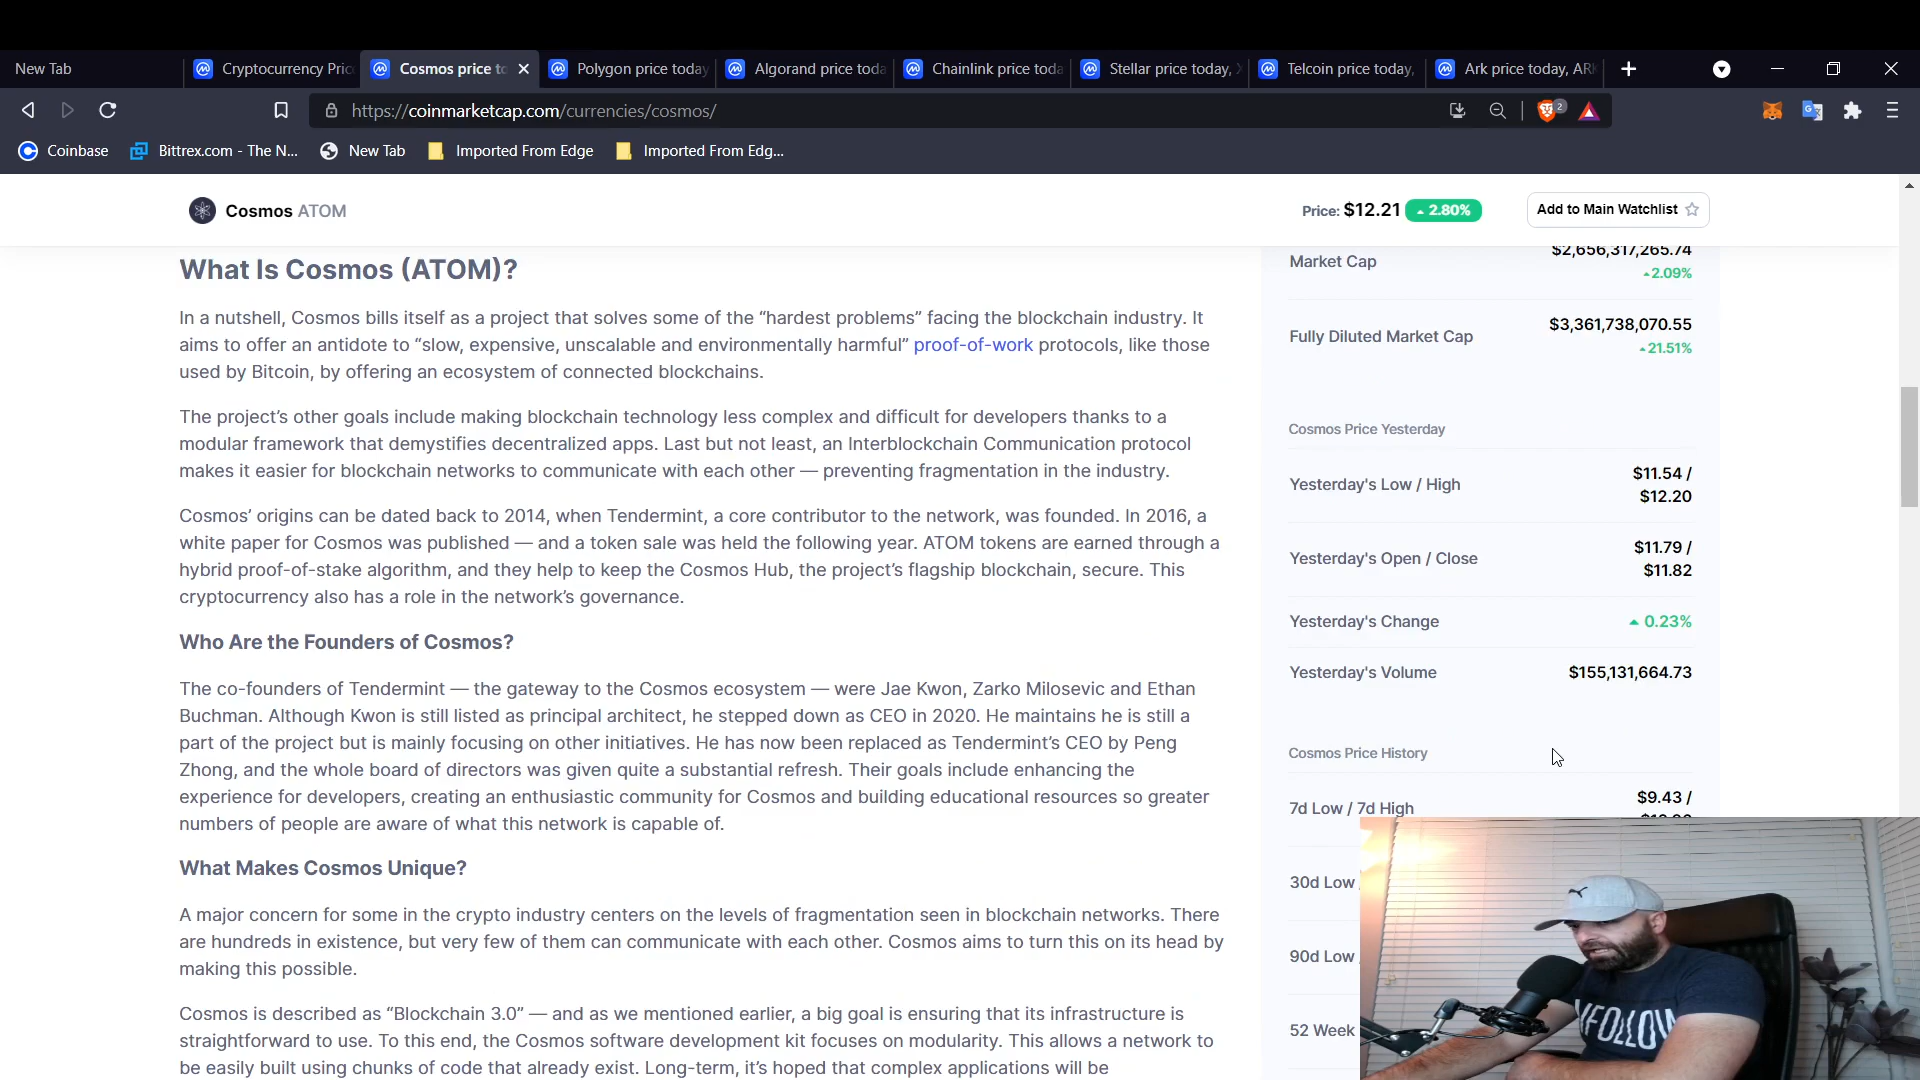 New Tab
Cryptocurrency Pric
Cosmos price to
Polygon price today
Algorand price toda
Chainlink price toda
Stellar price today, X
Telcoin price today,
Ark price today, ARK
https://coinmarketcap.com/currencies/cosmos/
2
Coinbase
Bittrex.com - The N...
New Tab
Imported From Edge
Imported From Edg...
Cosmos ATOM
Price: $12.21
2.80%
Add to Main Watchlist
What Is Cosmos (ATOM)?
In a nutshell, Cosmos bills itself as a project that solves some of the “hardest problems” facing the blockchain industry. It
aims to offer an antidote to “slow, expensive, unscalable and environmentally harmful” proof-of-work protocols, like those
used by Bitcoin, by offering an ecosystem of connected blockchains.
The project’s other goals include making blockchain technology less complex and difficult for developers thanks to a
modular framework that demystifies decentralized apps. Last but not least, an Interblockchain Communication protocol
makes it easier for blockchain networks to communicate with each other — preventing fragmentation in the industry.
Cosmos’ origins can be dated back to 2014, when Tendermint, a core contributor to the network, was founded. In 2016, a
white paper for Cosmos was published — and a token sale was held the following year. ATOM tokens are earned through a
hybrid proof-of-stake algorithm, and they help to keep the Cosmos Hub, the project’s flagship blockchain, secure. This
cryptocurrency also has a role in the network’s governance.
Who Are the Founders of Cosmos?
The co-founders of Tendermint — the gateway to the Cosmos ecosystem — were Jae Kwon, Zarko Milosevic and Ethan
Buchman. Although Kwon is still listed as principal architect, he stepped down as CEO in 2020. He maintains he is still a
part of the project but is mainly focusing on other initiatives. He has now been replaced as Tendermint’s CEO by Peng
Zhong, and the whole board of directors was given quite a substantial refresh. Their goals include enhancing the
experience for developers, creating an enthusiastic community for Cosmos and building educational resources so greater
numbers of people are aware of what this network is capable of.
What Makes Cosmos Unique?
A major concern for some in the crypto industry centers on the levels of fragmentation seen in blockchain networks. There
are hundreds in existence, but very few of them can communicate with each other. Cosmos aims to turn this on its head by
making this possible.
Cosmos is described as “Blockchain 3.0” — and as we mentioned earlier, a big goal is ensuring that its infrastructure is
straightforward to use. To this end, the Cosmos software development kit focuses on modularity. This allows a network to
be easily built using chunks of code that already exist. Long-term, it’s hoped that complex applications will be
Market Cap
$2,656,317,265.74
2.09%
Fully Diluted Market Cap
$3,361,738,070.55
21.51%
Cosmos Price Yesterday
Yesterday's Low / High
$11.54 /
$12.20
Yesterday's Open / Close
$11.79 /
$11.82
Yesterday's Change
0.23%
Yesterday's Volume
$155,131,664.73
Cosmos Price History
7d Low / 7d High
$9.43 /
30d Low
90d Low
52 Week